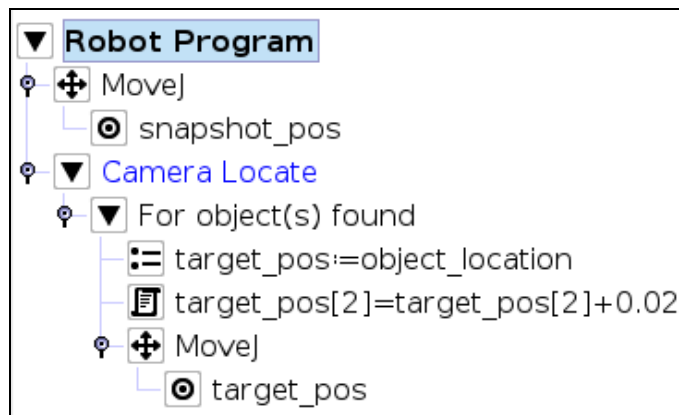 Robot Program
MoveJ
snapshot_pos
Camera Locate
For object(s) found
target_pos:=object_location
target_pos[2]=target_pos[2]+0.02
MoveJ
target_pos